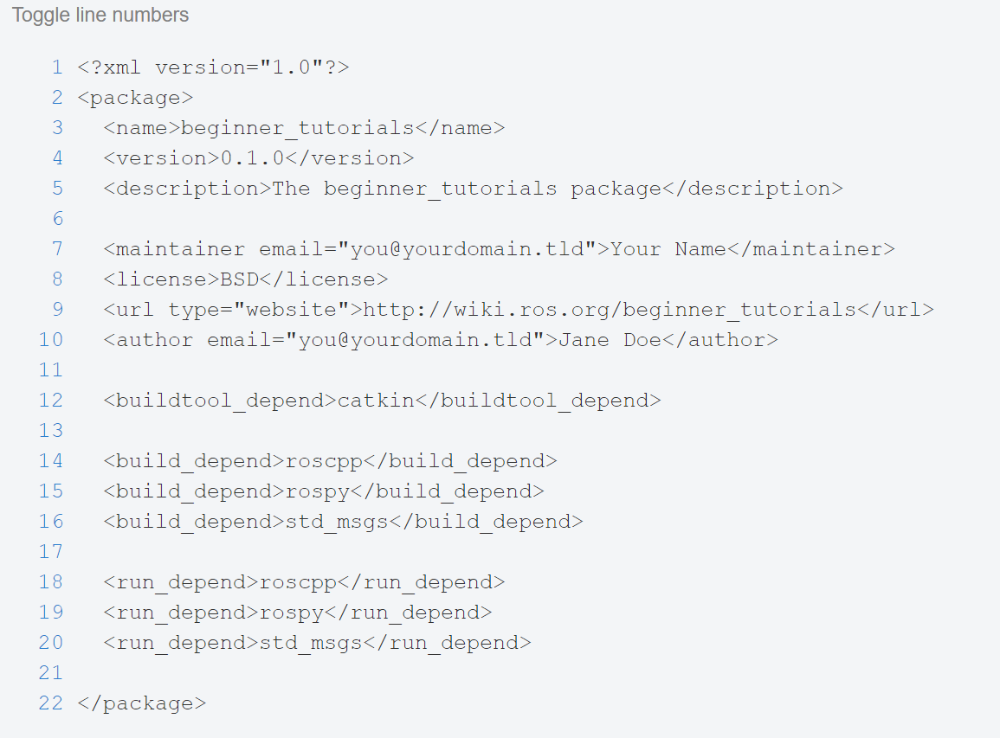 Toggle line numbers
1 <?xml version="1.0"?>
2 <package>
3   <name>beginner_tutorials</name>
4   <version>0.1.0</version>
5   <description>The beginner_tutorials package</description>
6
7   <maintainer email="you@yourdomain.tld">Your Name</maintainer>
8   <license>BSD</license>
9   <url type="website">http://wiki.ros.org/beginner_tutorials</url>
10   <author email="you@yourdomain.tld">Jane Doe</author>
11
12   <buildtool_depend>catkin</buildtool_depend>
13
14   <build_depend>roscpp</build_depend>
15   <build_depend>rospy</build_depend>
16   <build_depend>std_msgs</build_depend>
17
18   <run_depend>roscpp</run_depend>
19   <run_depend>rospy</run_depend>
20   <run_depend>std_msgs</run_depend>
21
22 </package>